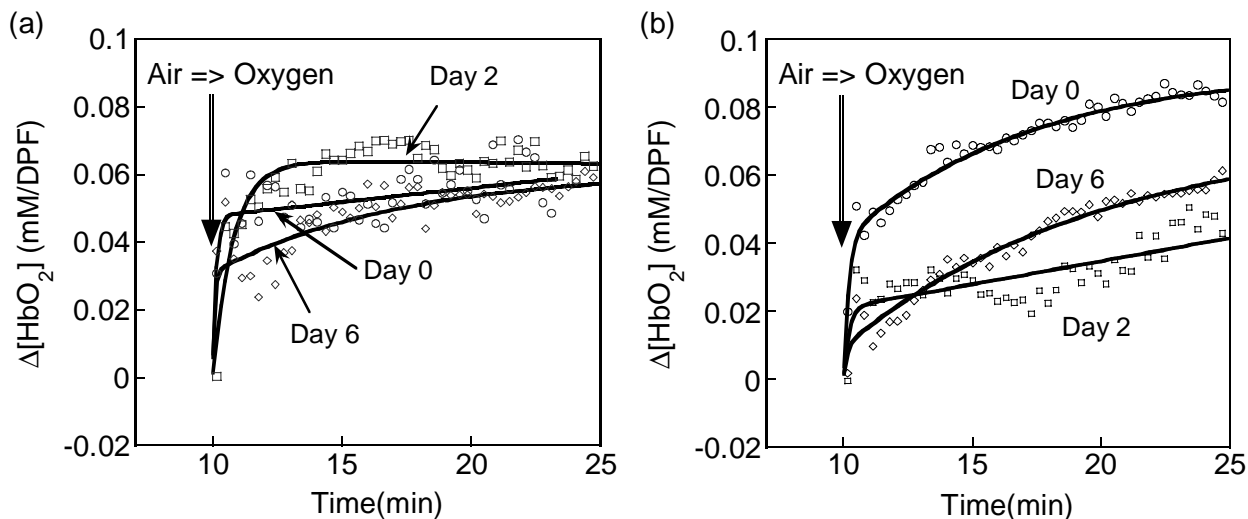 (a)
0.1
0.08
0.06
0.04
0.02
0
-0.02
Δ[HbO2] (mM/DPF)
Air => Oxygen
Day 2
Day 0
Day 6
10
15
20
25
Time(min)
(b)
0.1
0.08
0.06
0.04
0.02
0
-0.02
Δ[HbO2] (mM/DPF)
Air => Oxygen
Day 0
Day 6
Day 2
10
15
20
25
Time(min)